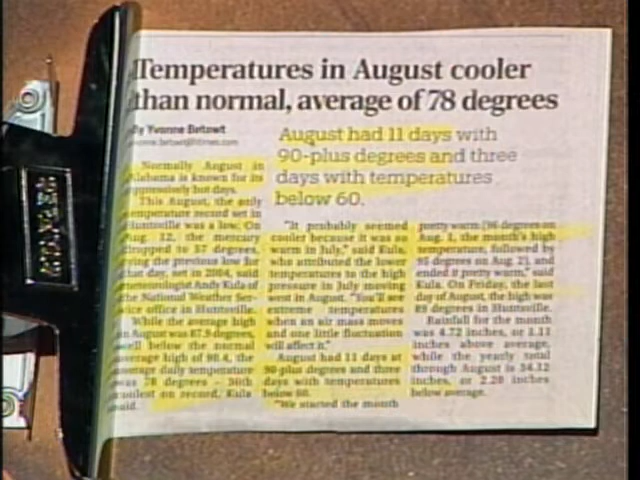 Temperatures in August cooler
than normal, average of 78 degrees
By Yvonne Betowt
August had 11 days with
90-plus degrees and three
days with temperatures
below 60.
Normally August in
Alabama is known for its
oppressively hot days.
This August, the only
temperature record set in
Huntsville was a low. On
Aug. 12, the mercury
dropped to 57 degrees,
tying the previous low for
that day, set in 2004, said
meteorologist Andy Kula of
the National Weather Ser-
vice office in Huntsville.
While the average high
in August was 87.9 degrees,
well below the normal
average high of 90.4, the
average daily temperature
was 78 degrees - 36th
coolest on record, Kula
said.
"It probably seemed
cooler because it was so
warm in July," said Kula,
who attributed the lower
temperatures to the high
pressure in July moving
west in August. "You'll see
extreme temperatures
when an air mass moves
and one little fluctuation
will affect it."
August had 11 days at
90-plus degrees and three
days with temperatures
below 60.
"We started the month
pretty warm (96 degrees on
Aug. 1, the month's high
temperature, followed by
95 degrees on Aug. 2), and
ended it pretty warm," said
Kula. On Friday, the last
day of August, the high was
89 degrees in Huntsville.
Rainfall for the month
was 4.72 inches, or 1.11
inches above average,
while the yearly total
through August is 34.12
inches, or 2.20 inches
below average.